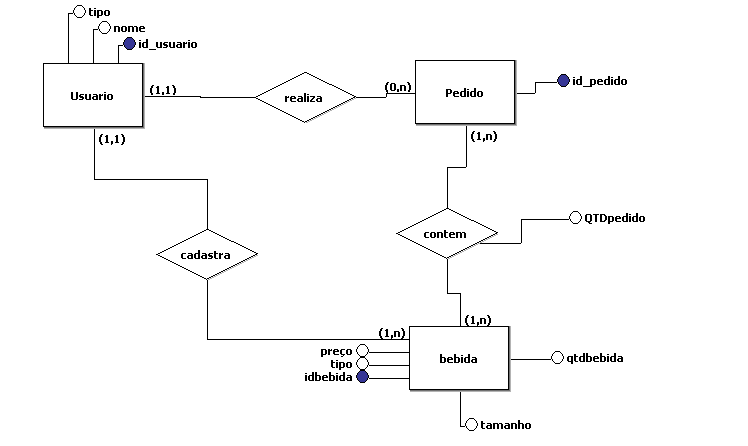 tipo
nome
id_usuario
Usuario
(1,1)
realiza
(0,n)
Pedido
id_pedido
(1,1)
(1,n)
contem
QTDpedido
cadastra
(1,n)
(1,n)
preço
tipo
idbebida
bebida
qtdbebida
tamanho